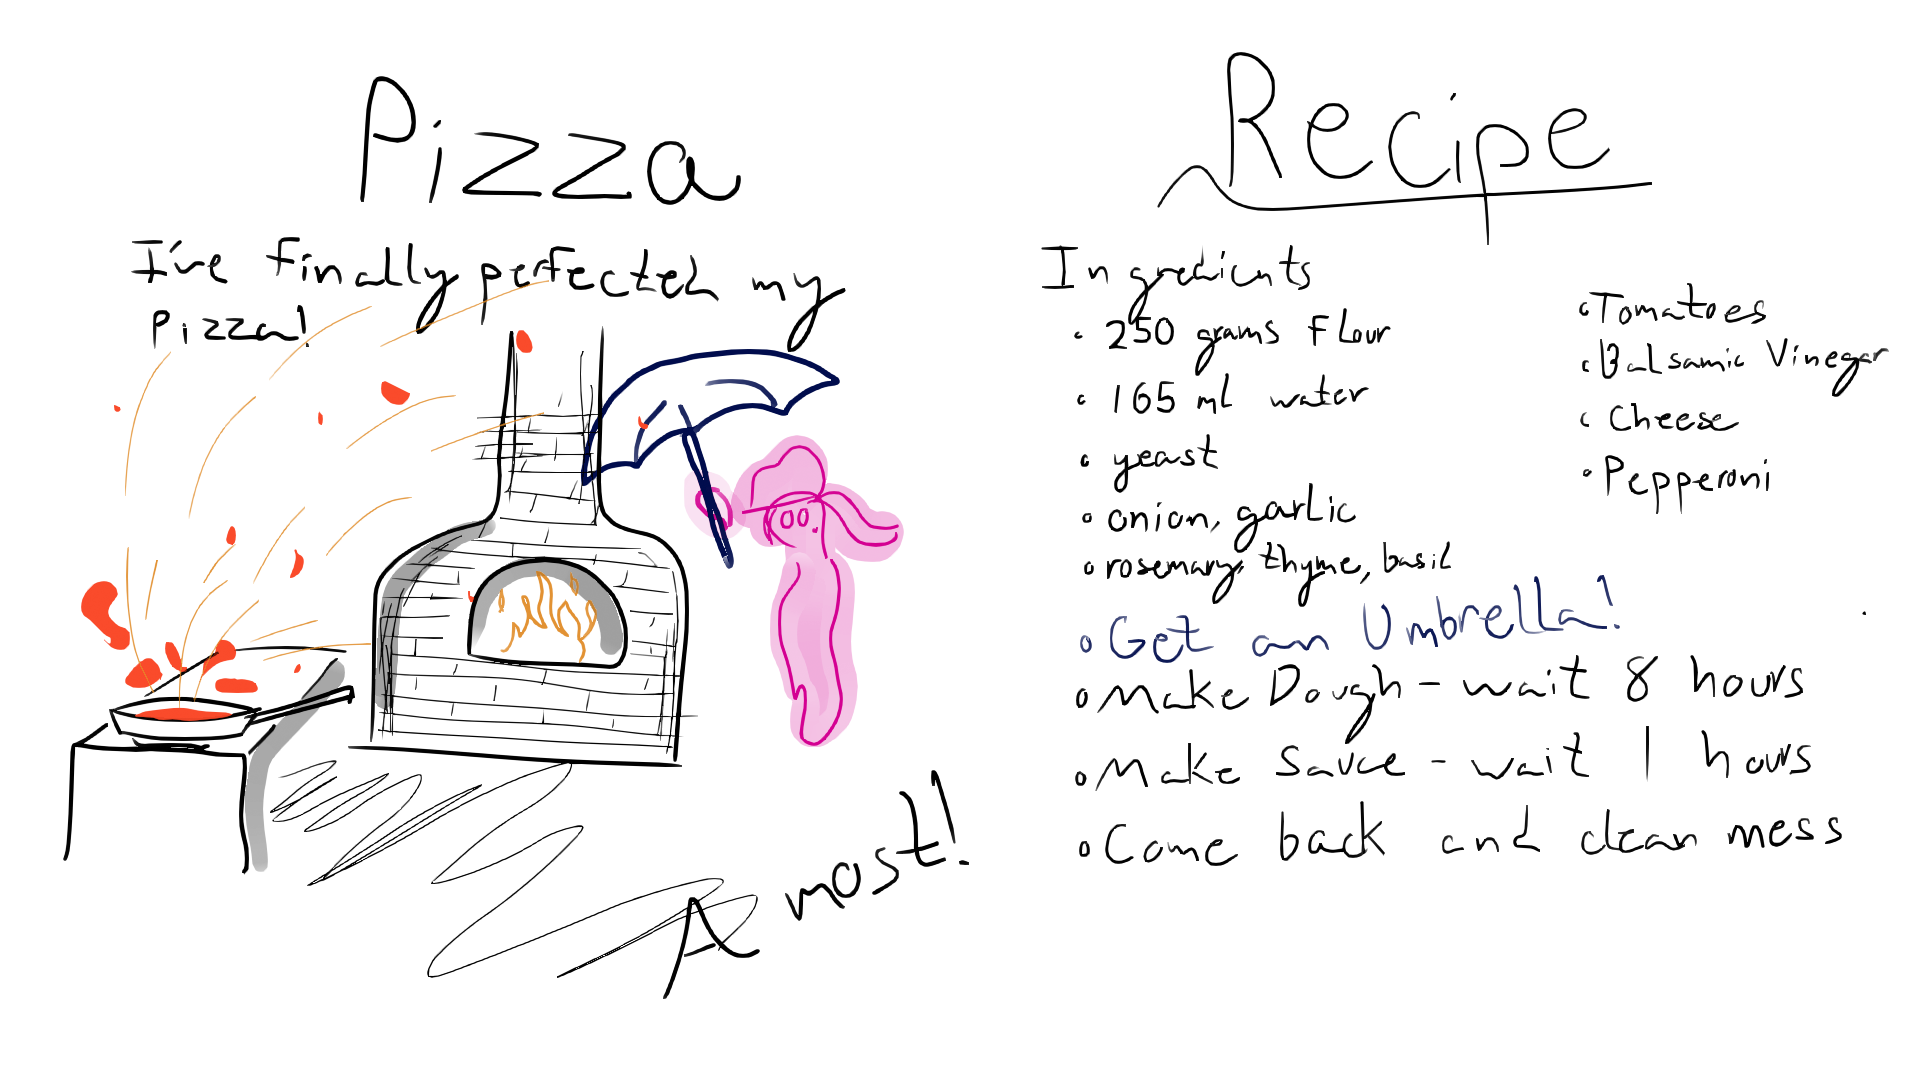 Pizza
I've finally perfected my
Pizza!
Amost!
Recipe
Ingredients
250 grams Flour
165 ml water
yeast
onion, garlic
rosemary, thyme, basil
Tomatoes
Balsamic Vinegar
Cheese
Pepperoni
Get an Umbrella!
Make Dough - wait 8 hours
Make Sauce - wait 1 hours
Come back and clean mess